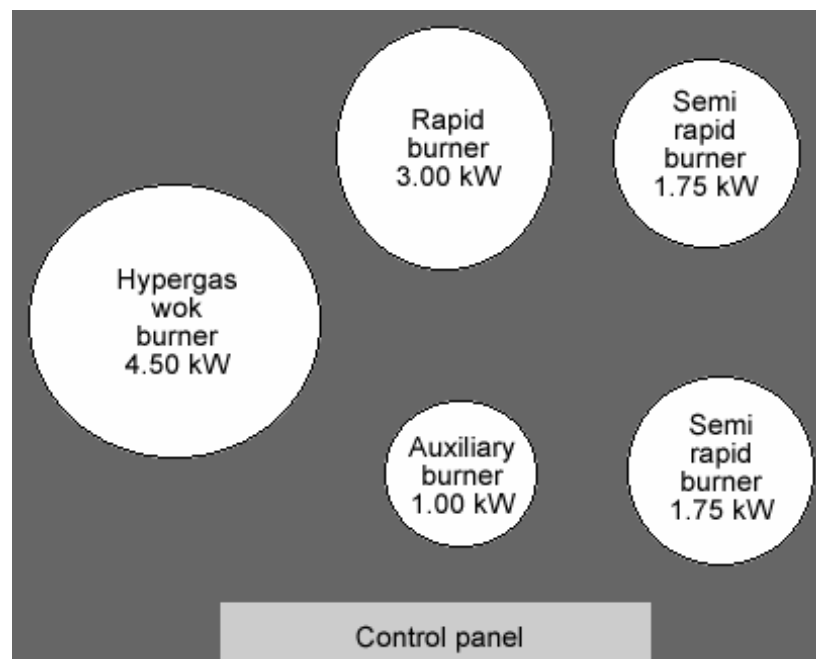 Rapid
burner
3.00 kW
Semi
rapid
burner
1.75 kW
Hypergas
wok
burner
4.50 kW
Auxiliary
burner
1.00 kW
Semi
rapid
burner
1.75 kW
Control panel